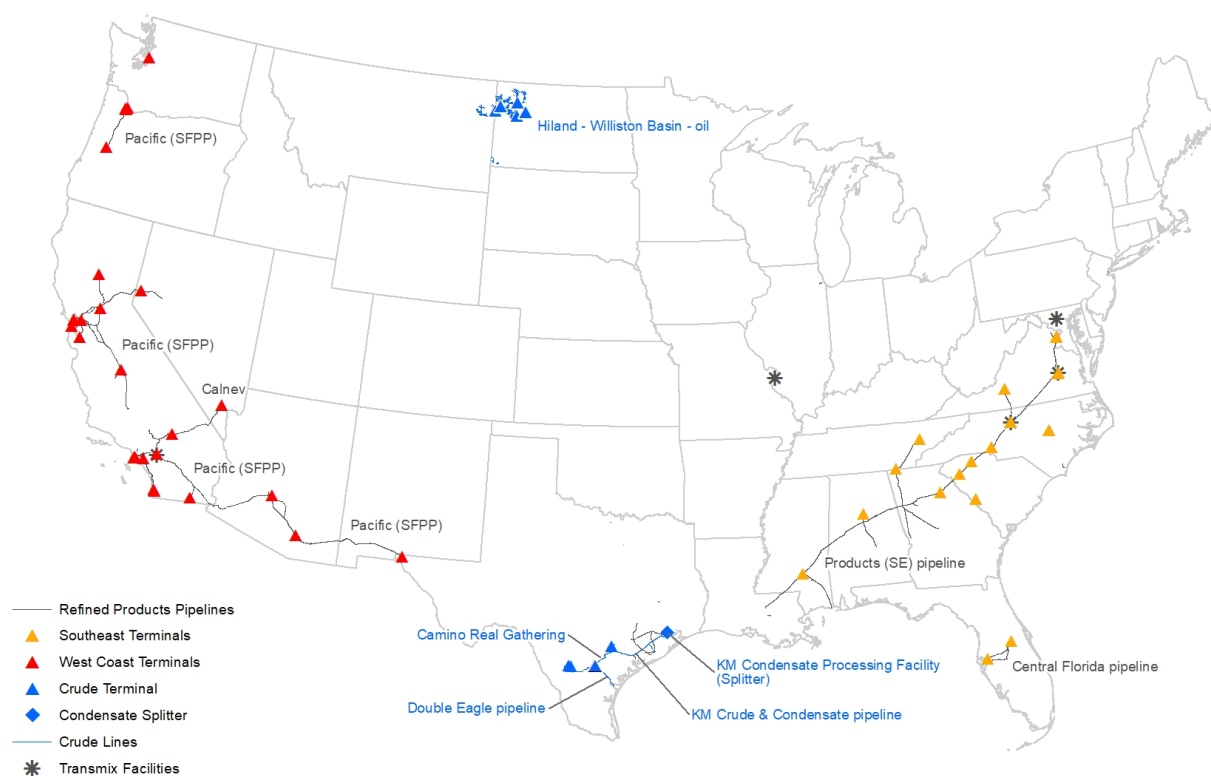 Pacific (SFPP)
Hiland - Williston Basin - oil
Pacific (SFPP)
Calnev
Pacific (SFPP)
Pacific (SFPP)
Products (SE) pipeline
Camino Real Gathering
KM Condensate Processing Facility
(Splitter)
Central Florida pipeline
Double Eagle pipeline
KM Crude & Condensate pipeline
Refined Products Pipelines
Southeast Terminals
West Coast Terminals
Crude Terminal
Condensate Splitter
Crude Lines
Transmix Facilities